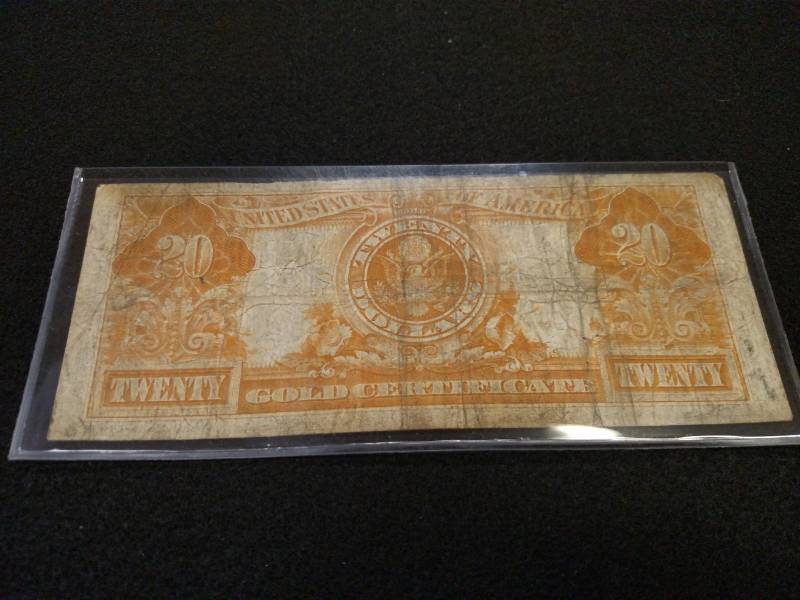 UNITED STATES OF AMERICA
20 20
TWENTY
DOLLARS
TWENTY GOLD CERTIFICATE TWENTY